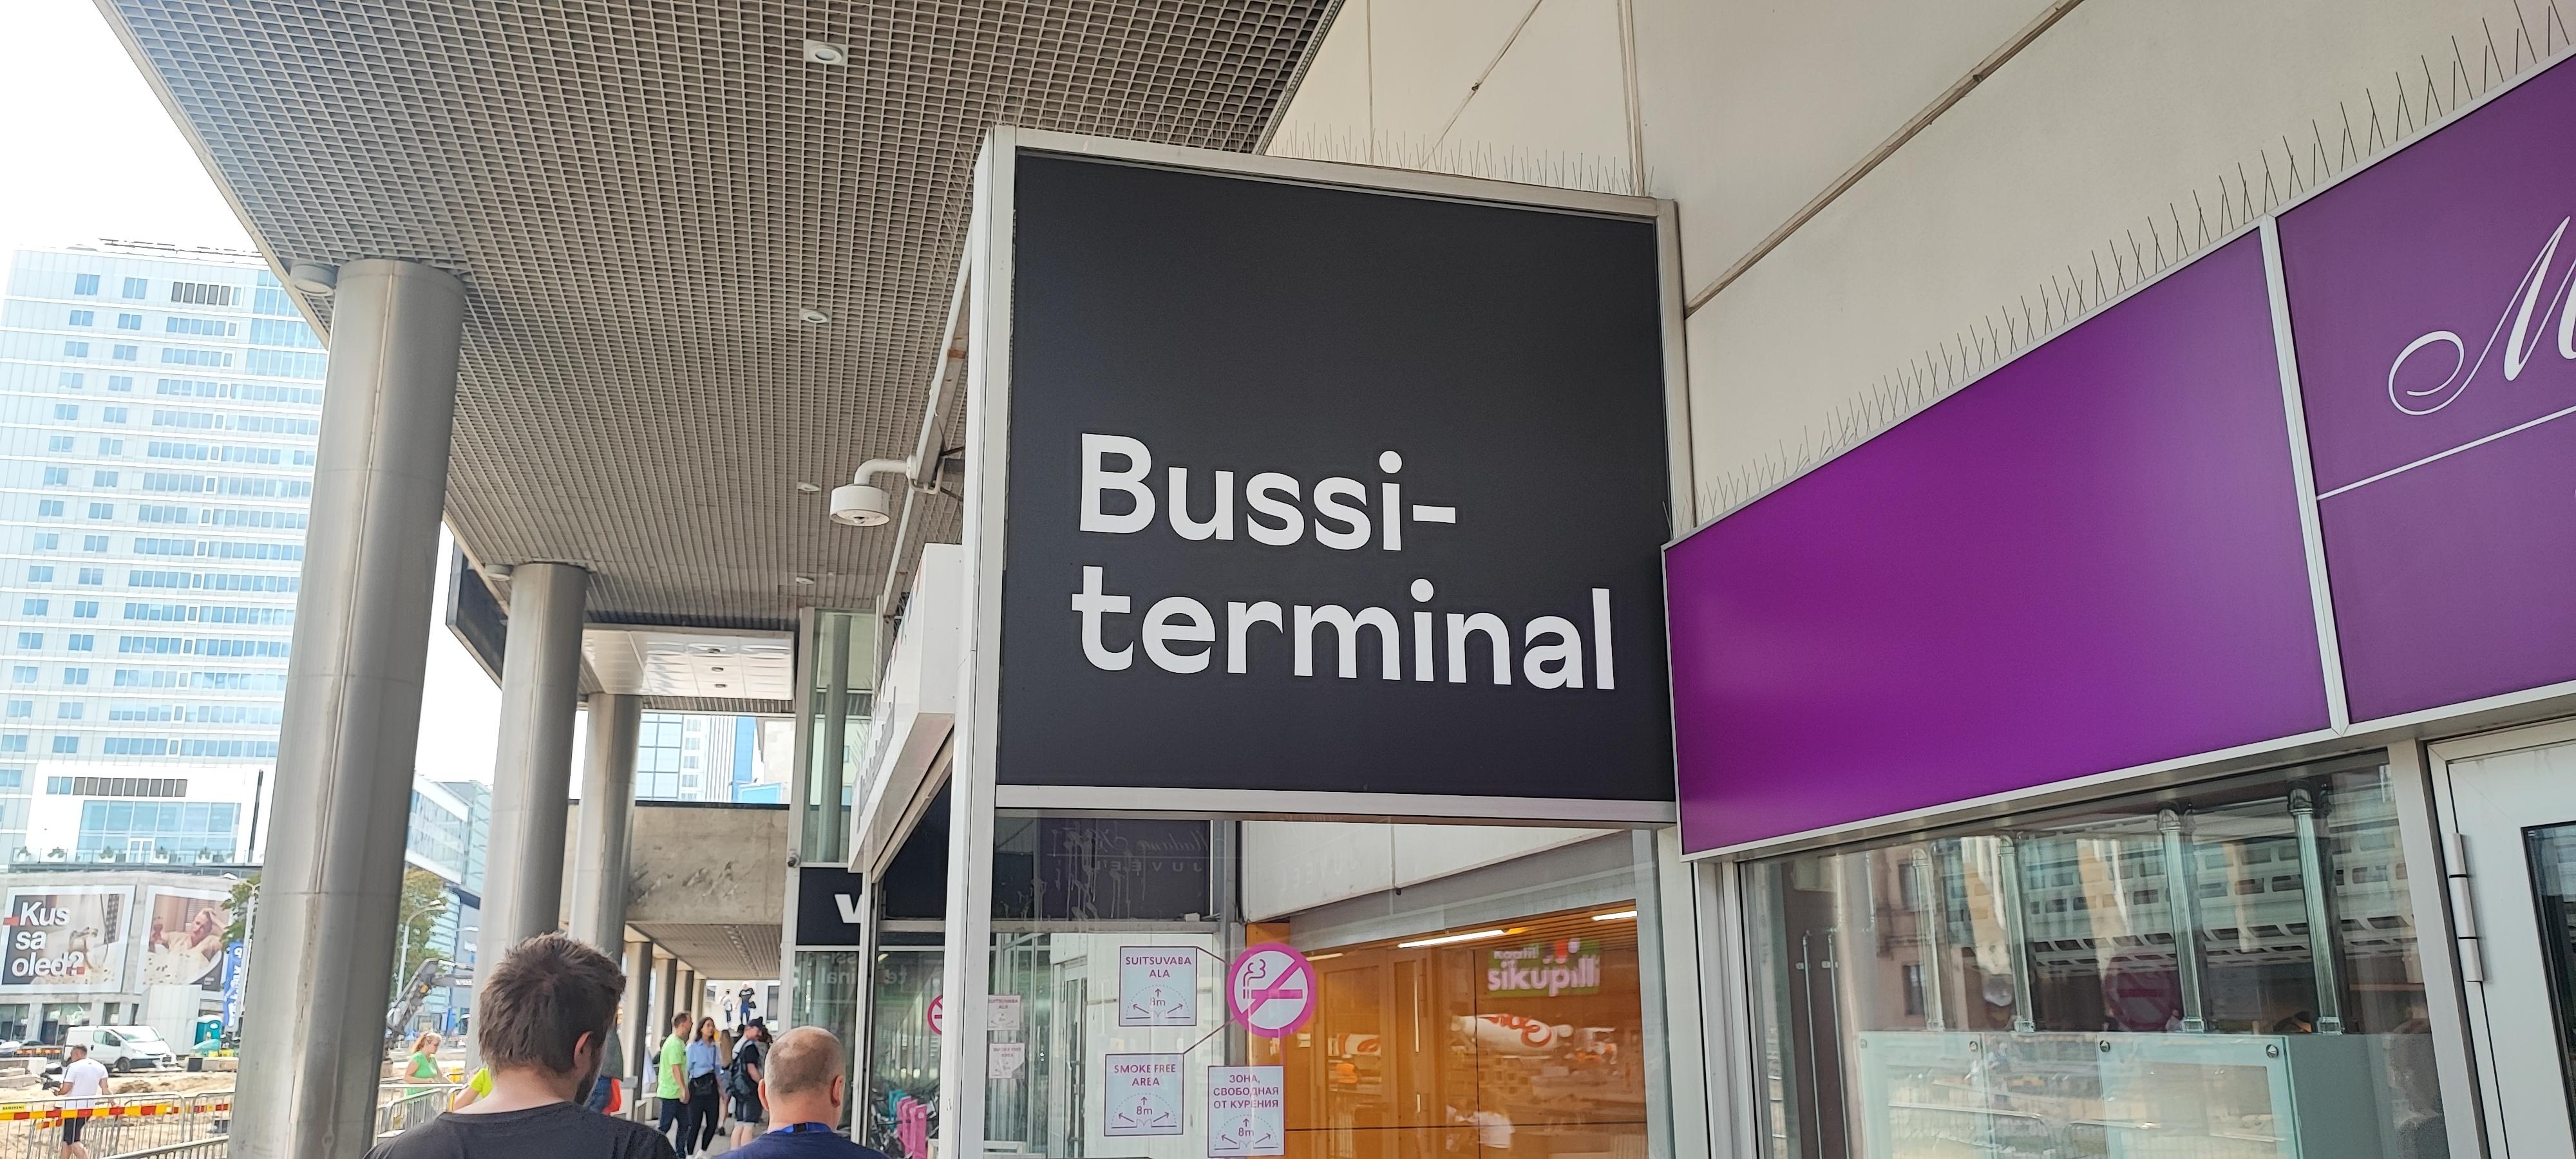 Bussi-
terminal
Kus
sa
oled?
SUITSUVABA
ALA
8m
SMOKE FREE
AREA
8m
ЗОНА,
СВОБОДНАЯ
ОТ КУРЕНИЯ
8m
sikupilli